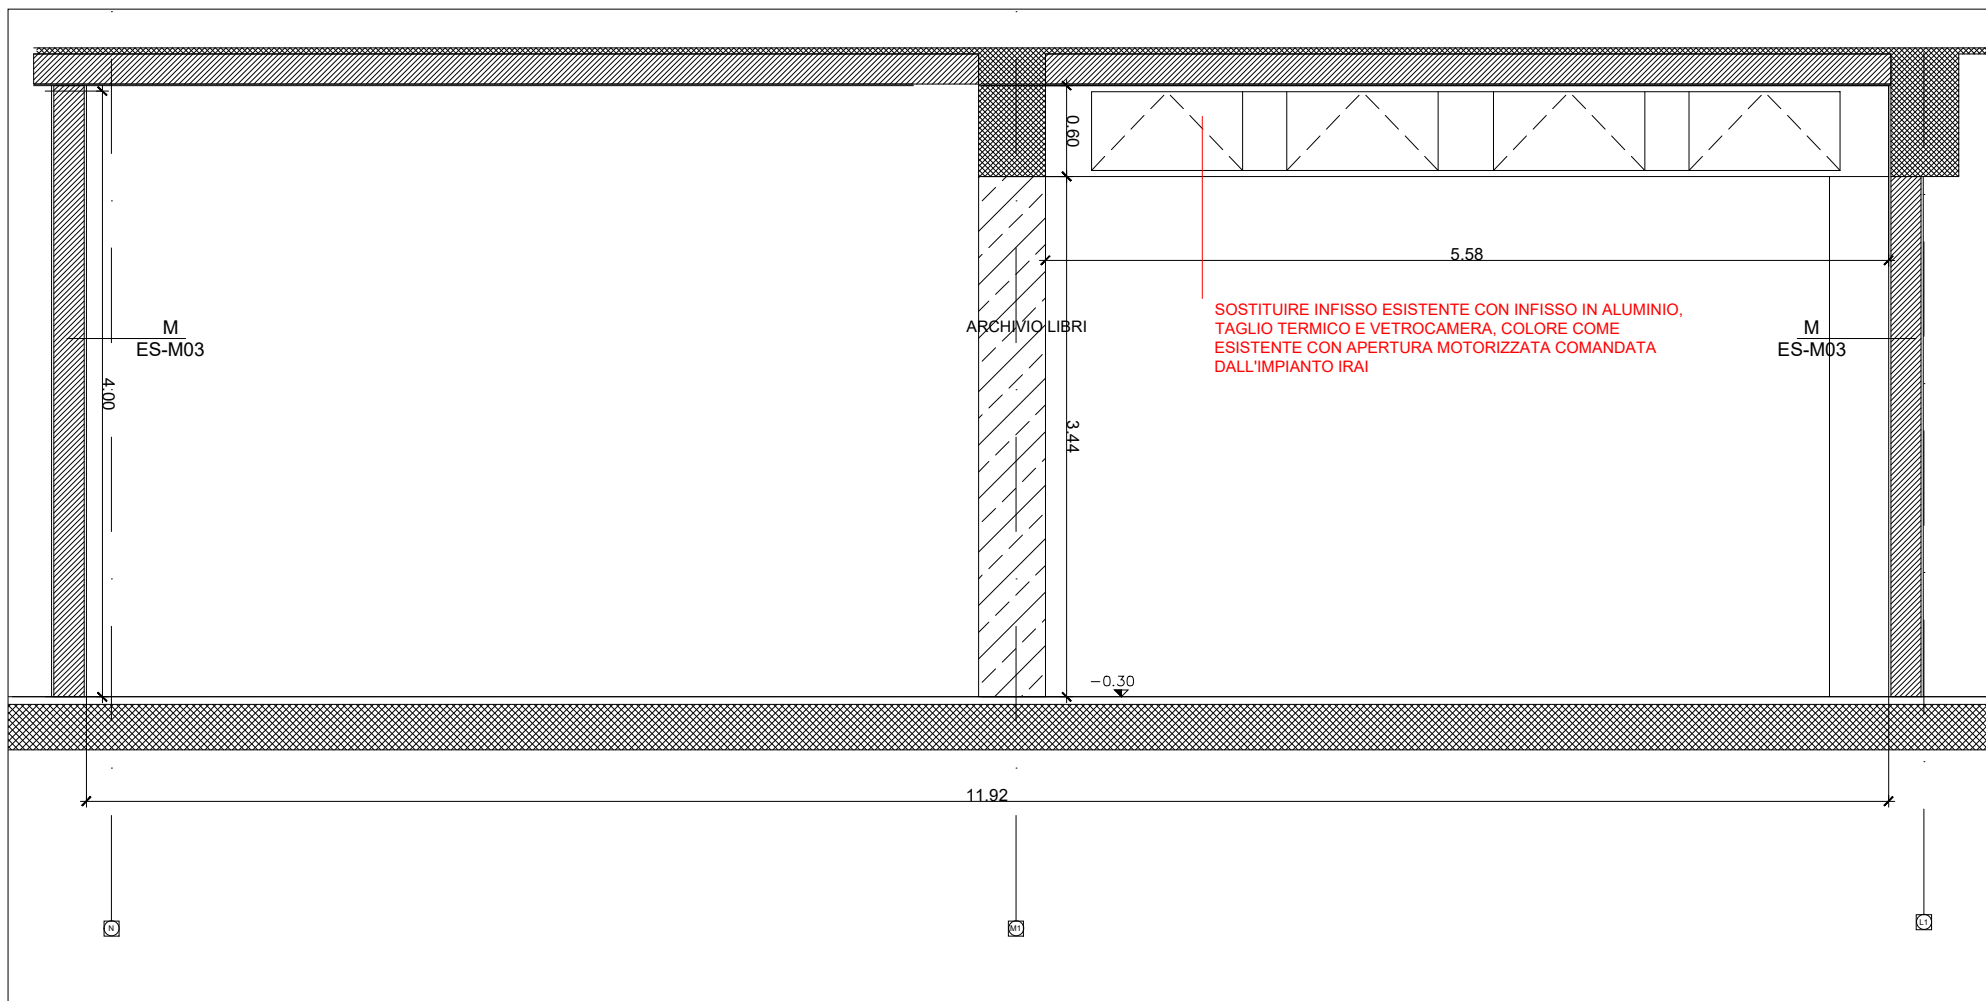 0.60
5.58
SOSTITUIRE INFISSO ESISTENTE CON INFISSO IN ALUMINIO,
TAGLIO TERMICO E VETROCAMERA, COLORE COME
ESISTENTE CON APERTURA MOTORIZZATA COMANDATA
DALL'IMPIANTO IRAI
M
ES-M03
ARCHIVIO LIBRI
M
ES-M03
4.00
3.44
-0.30
11.92
N
M1
L1